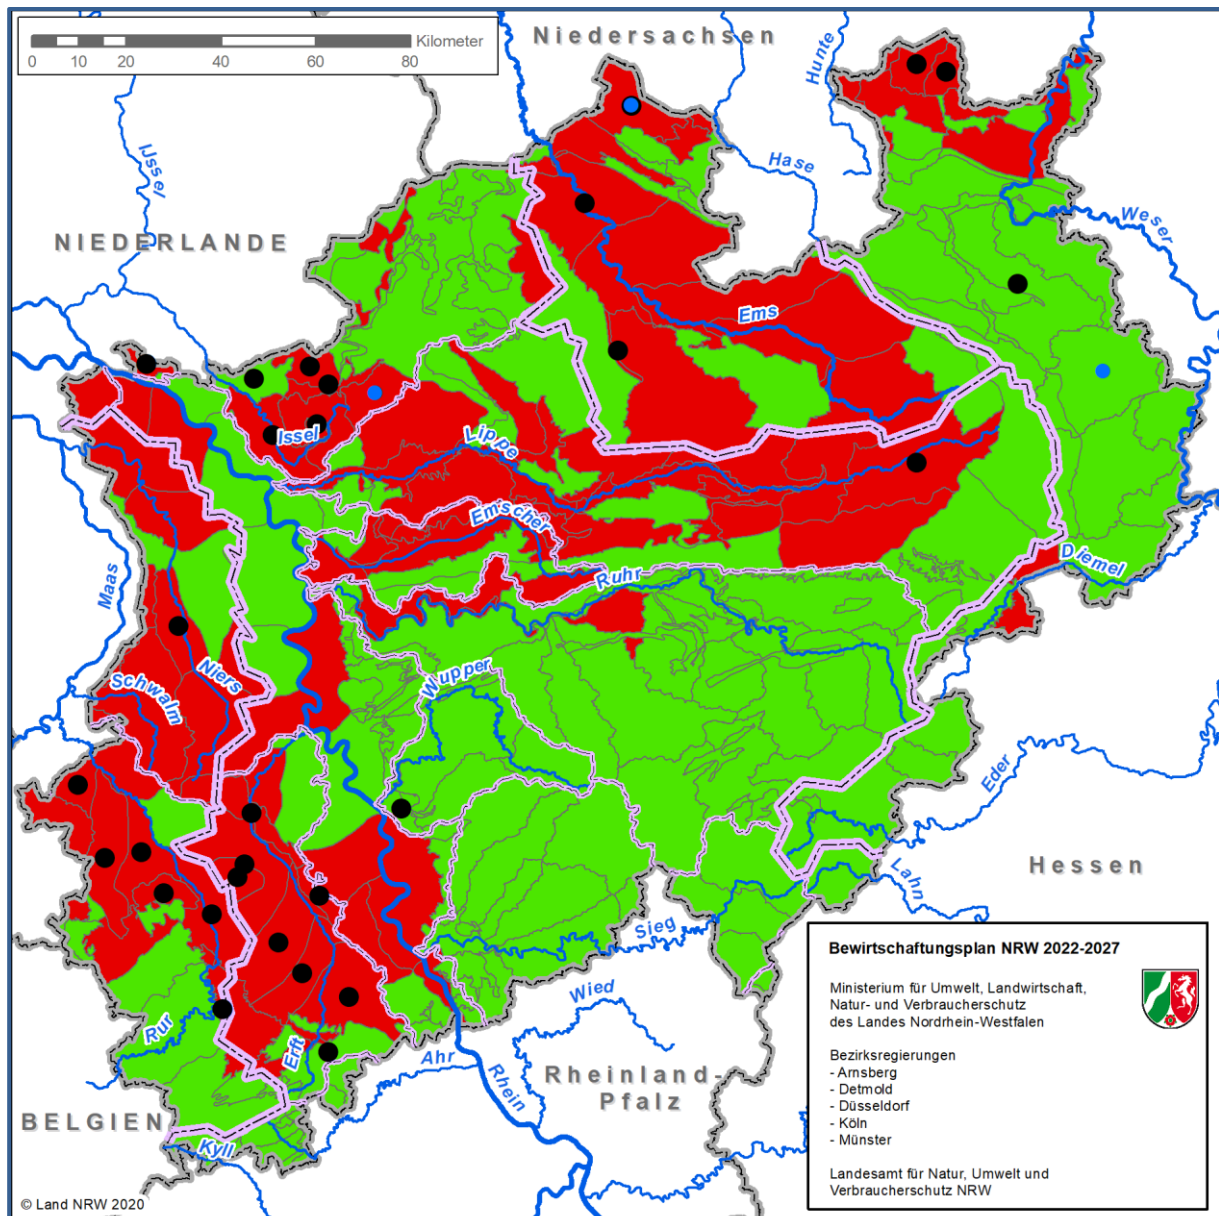 Kilometer
0 10 20 40 60 80
Niedersachsen
Hunte
IJssel
Hase
Weser
NIEDERLANDE
Ems
Issel
Lippe
Emscher
Ruhr
Diemel
Maas
Niers
Schwalm
Wupper
Eder
Hessen
Lahn
Sieg
Wied
Rur
Erft
Ahr
Rhein
Rheinland-
Pfalz
BELGIEN
Kyll
Bewirtschaftungsplan NRW 2022-2027
Ministerium für Umwelt, Landwirtschaft,
Natur- und Verbraucherschutz
des Landes Nordrhein-Westfalen
Bezirksregierungen
- Arnsberg
- Detmold
- Düsseldorf
- Köln
- Münster
Landesamt für Natur, Umwelt und
Verbraucherschutz NRW
© Land NRW 2020